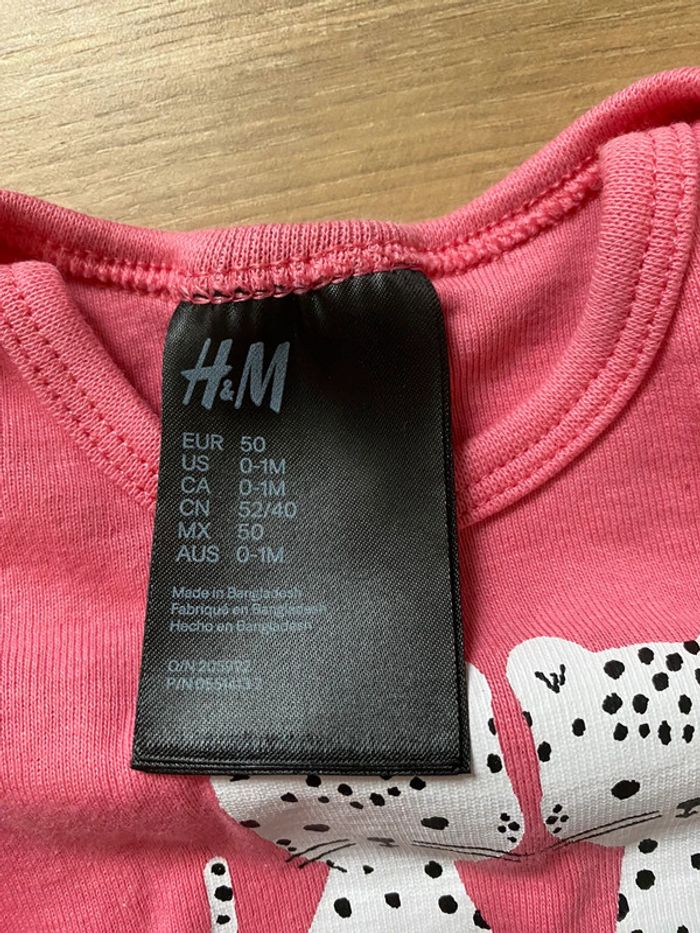 H&M
EUR 50
US 0-1M
CA 0-1M
CN 52/40
MX 50
AUS 0-1M
Made in Bangladesh
Fabriqué en Bangladesh
Hecho en Bangladesh
O/N
P/N